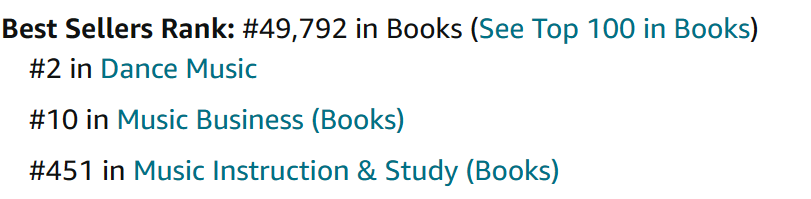 Best Sellers Rank: #49,792 in Books (See Top 100 in Books)
#2 in Dance Music
#10 in Music Business (Books)
#451 in Music Instruction & Study (Books)